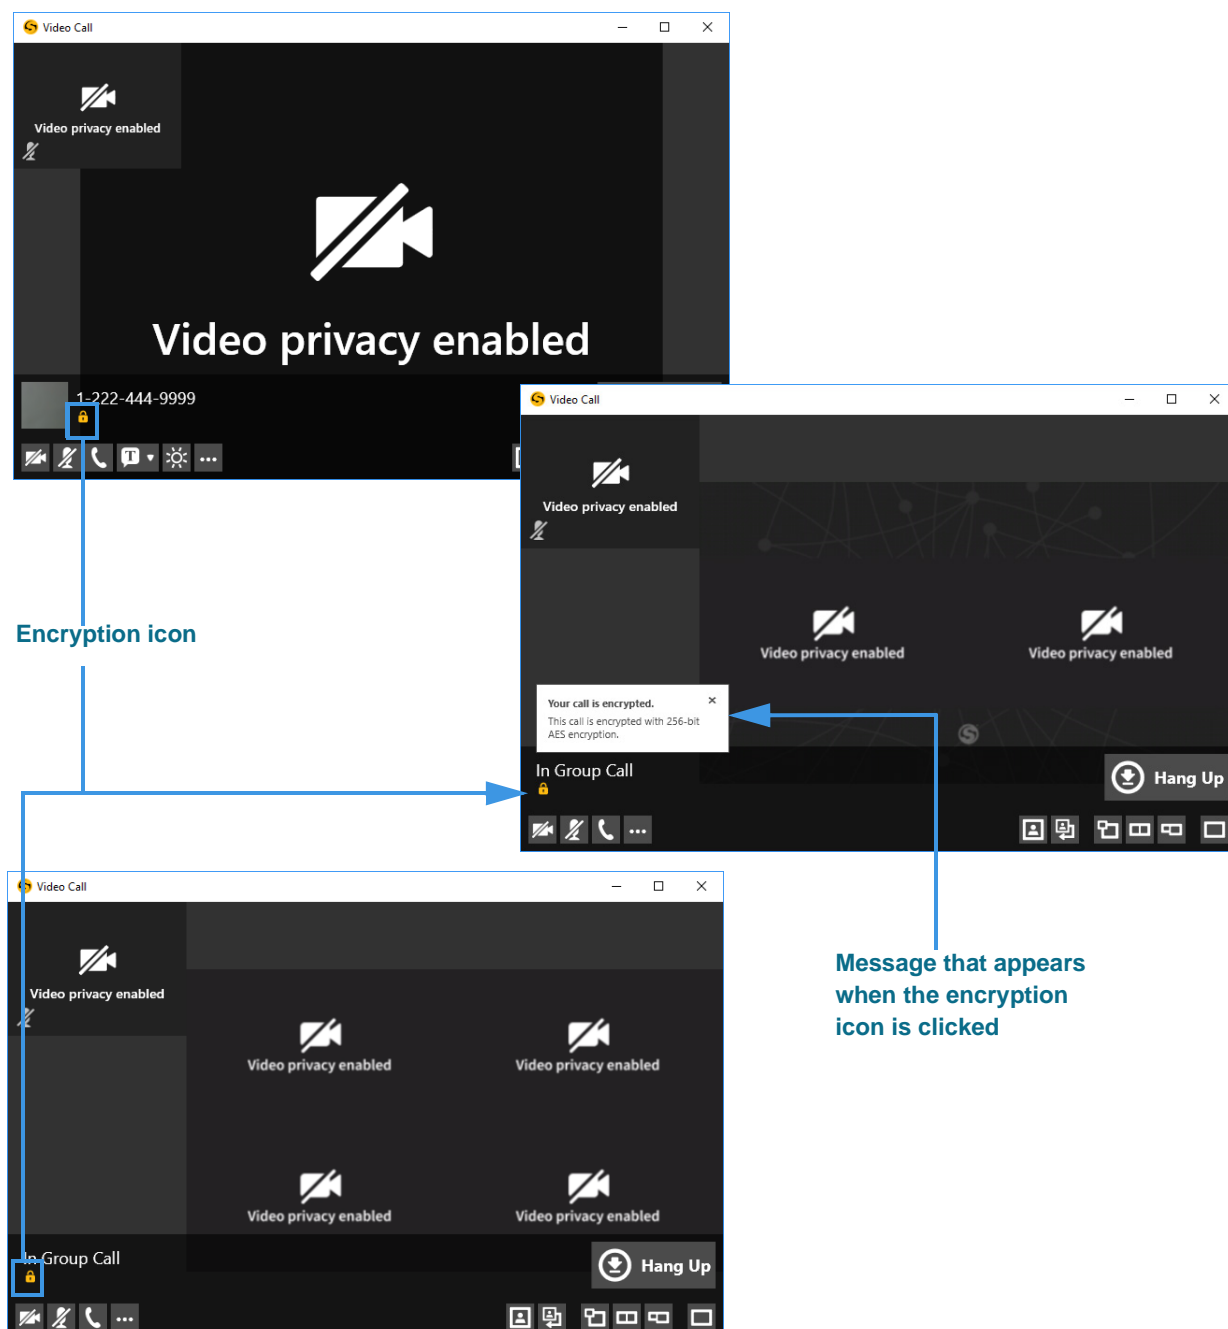 Video Call
Video privacy enabled
Video privacy enabled
1-222-444-9999
T
Encryption icon
Video Call
Video privacy enabled
Video privacy enabled
Video privacy enabled
Your call is encrypted.
This call is encrypted with 256-bit
AES encryption.
In Group Call
Hang Up
Message that appears
when the encryption
icon is clicked
Video Call
Video privacy enabled
Video privacy enabled
Video privacy enabled
Video privacy enabled
Video privacy enabled
In Group Call
Hang Up